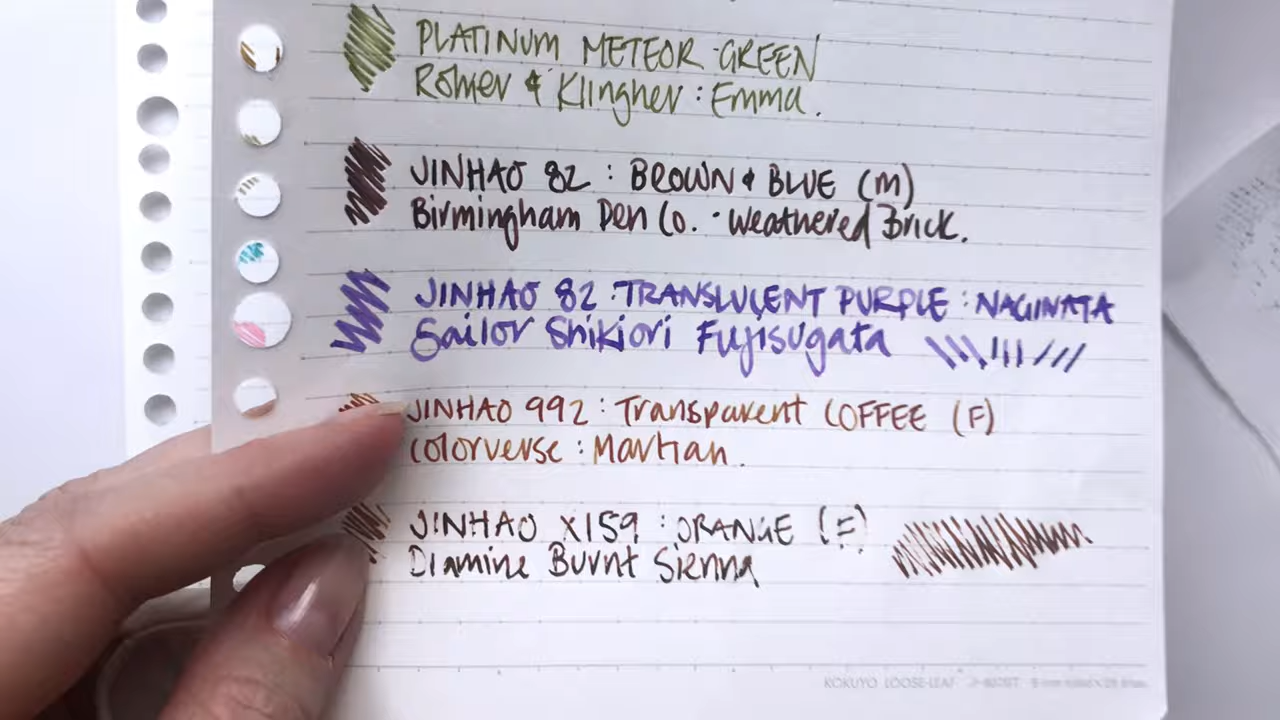 PLATINUM METEOR GREEN
Rohrer & Klingner : Emma.
JINHAO 82 : BROWN & BLUE (M)
Birmingham Pen Co. - Weathered Brick.
JINHAO 82 : TRANSLUCENT PURPLE : NAGINATA
Sailor Shikiori Fujisugata
JINHAO 992 : Transparent COFFEE (F)
Colorverse : Martian.
JINHAO X159 : ORANGE (F)
Diamine Burnt Sienna
KOKUYO LOOSE-LEAF